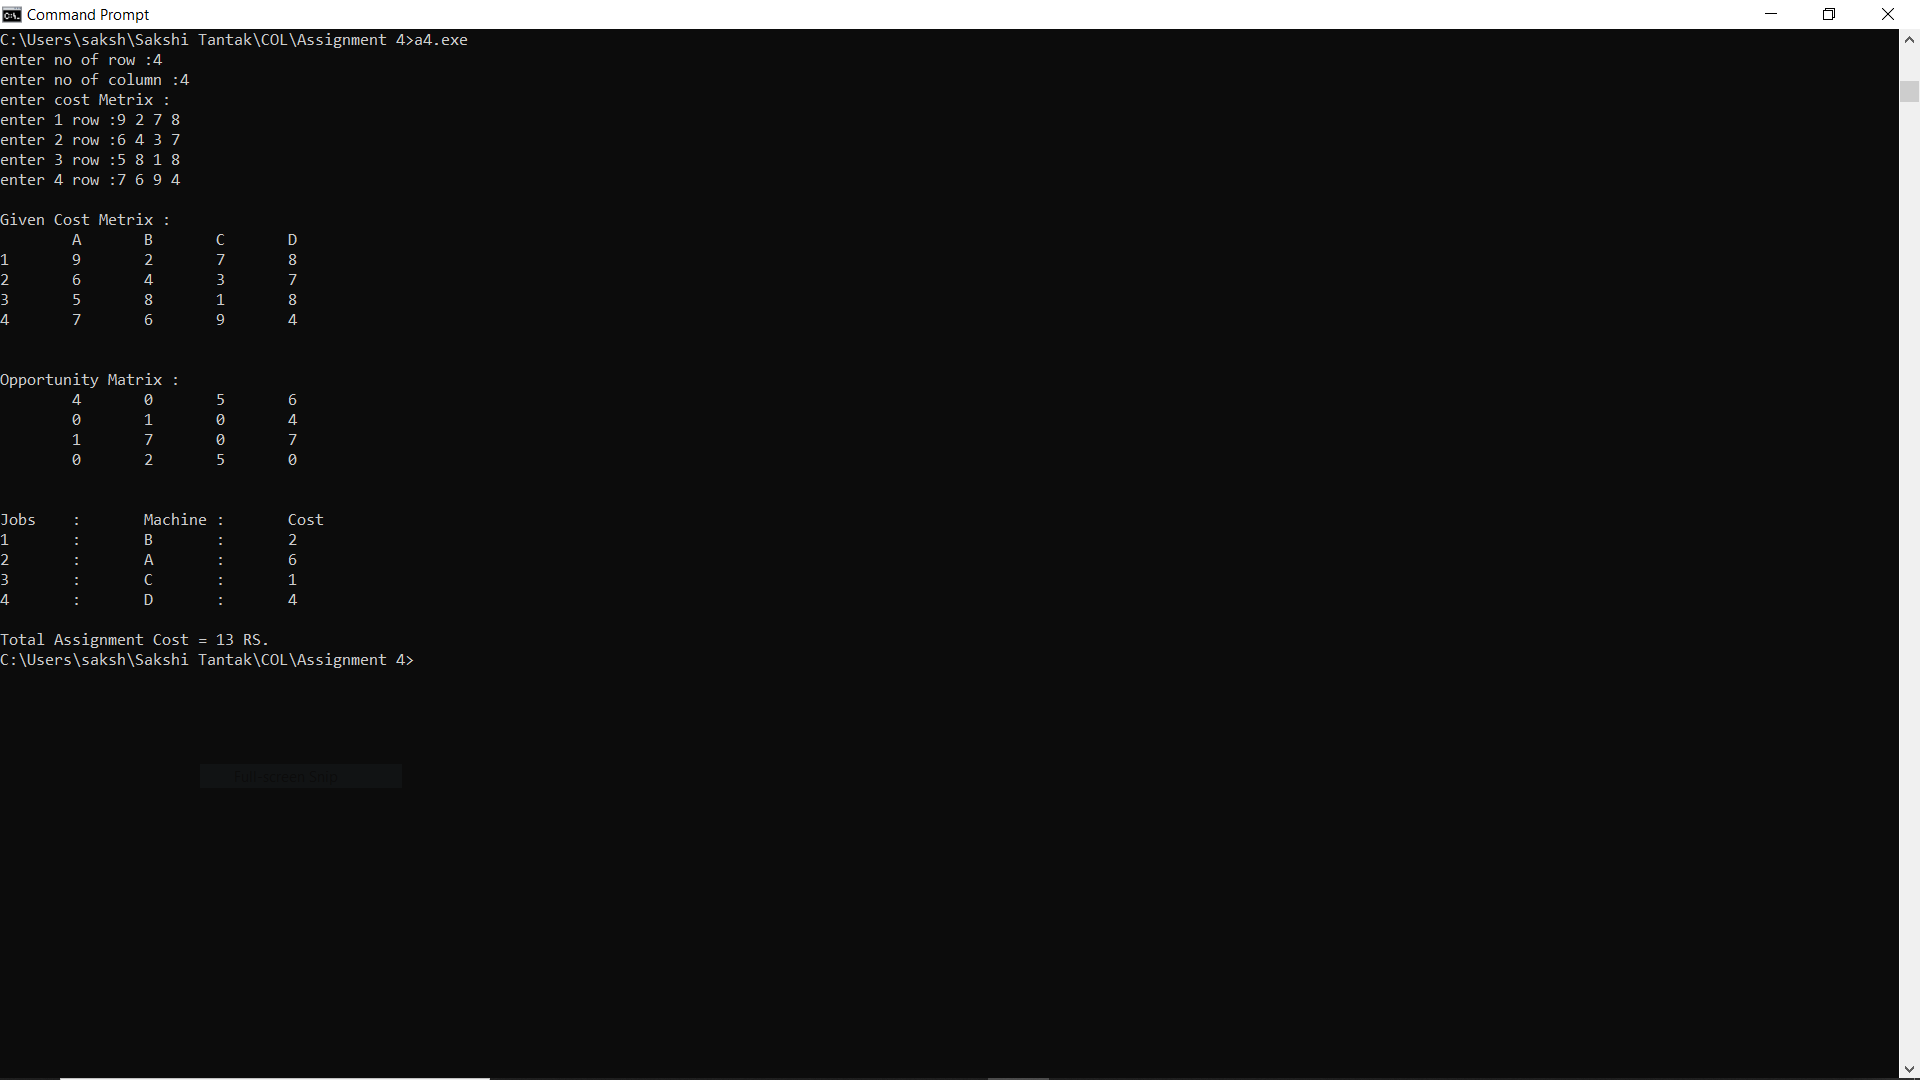 Command Prompt
C:\Users\saksh\Sakshi Tantak\COL\Assignment 4>a4.exe
enter no of row :4
enter no of column :4
enter cost Metrix :
enter 1 row :9 2 7 8
enter 2 row :6 4 3 7
enter 3 row :5 8 1 8
enter 4 row :7 6 9 4
Given Cost Metrix :
A B C D
1 9 2 7 8
2 6 4 3 7
3 5 8 1 8
4 7 6 9 4
Opportunity Matrix :
4 0 5 6
0 1 0 4
1 7 0 7
0 2 5 0
Jobs : Machine : Cost
1 : B : 2
2 : A : 6
3 : C : 1
4 : D : 4
Total Assignment Cost = 13 RS.
C:\Users\saksh\Sakshi Tantak\COL\Assignment 4>
Full-screen Snip